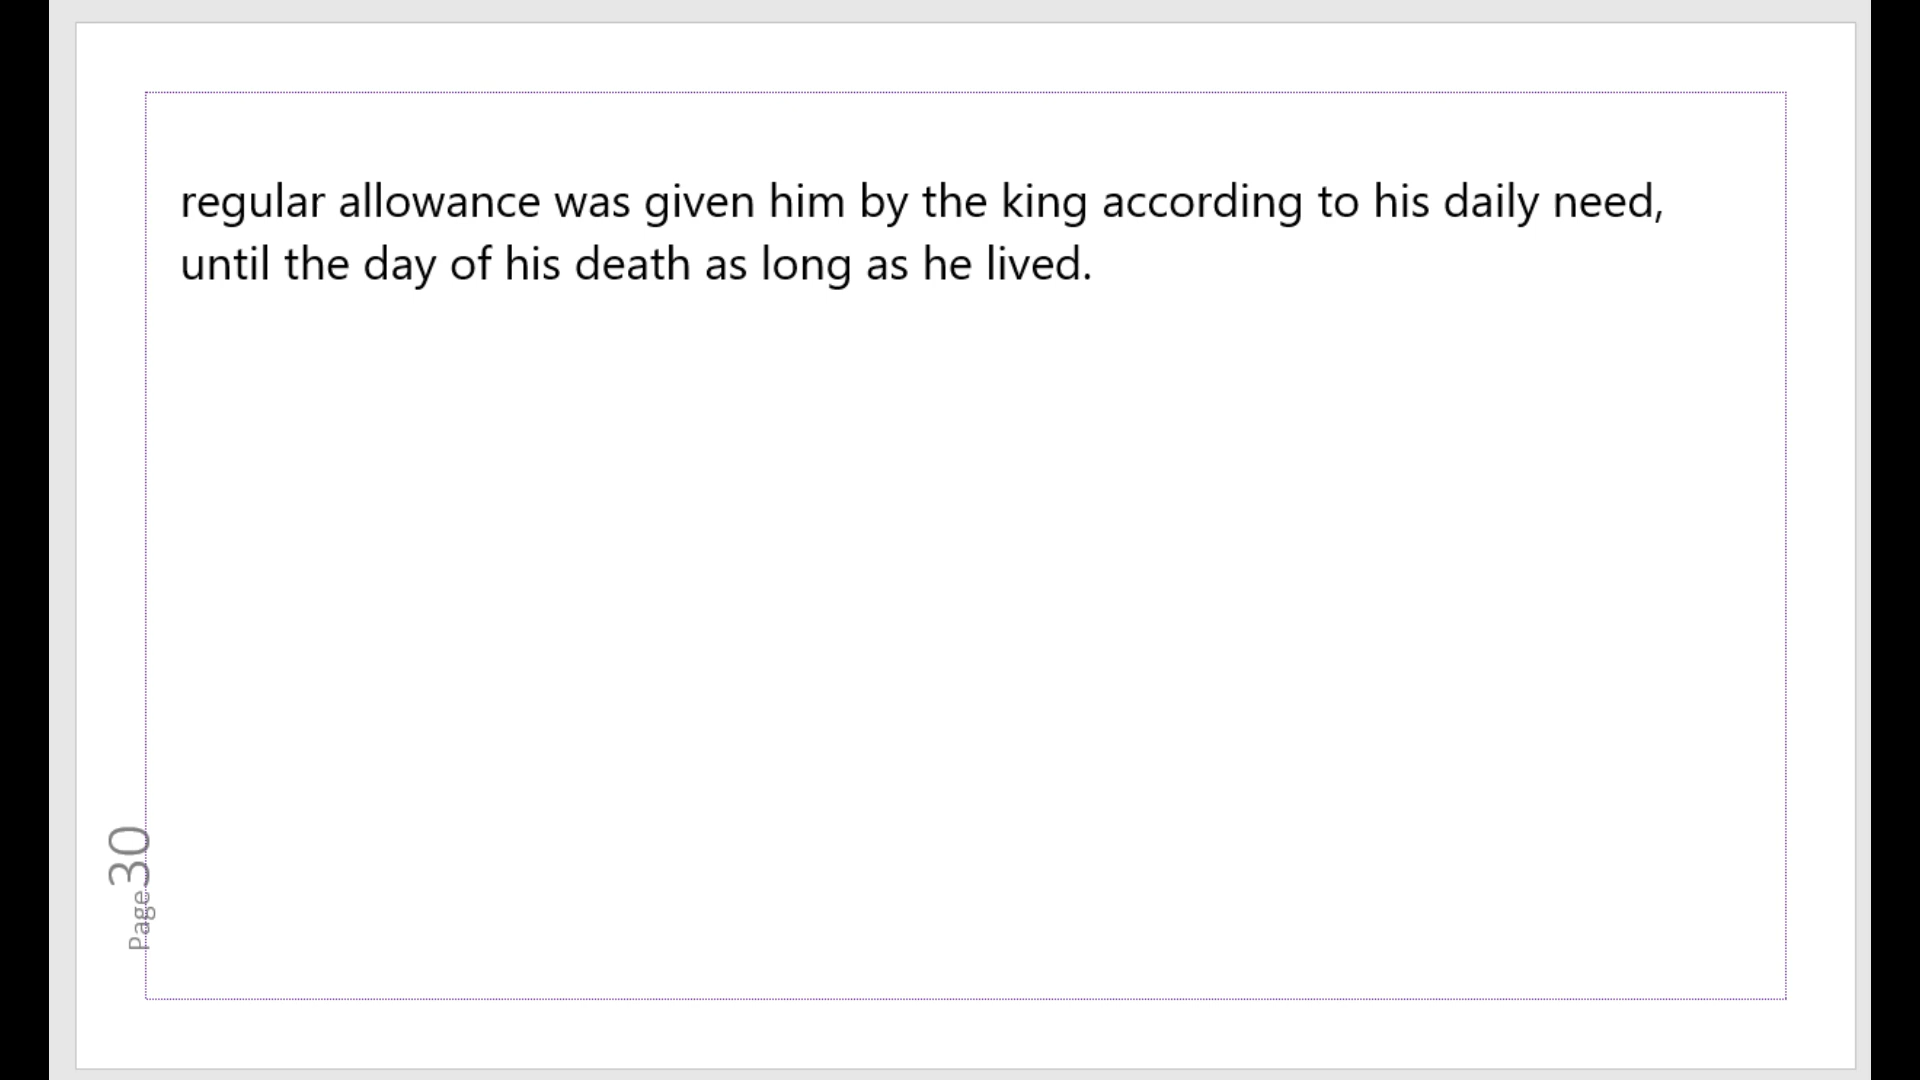 regular allowance was given him by the king according to his daily need,
until the day of his death as long as he lived.
Page 30